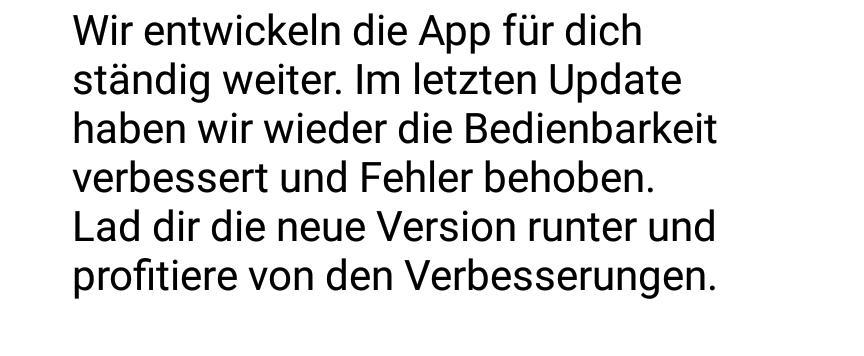 Wir entwickeln die App für dich
ständig weiter. Im letzten Update
haben wir wieder die Bedienbarkeit
verbessert und Fehler behoben.
Lad dir die neue Version runter und
profitiere von den Verbesserungen.